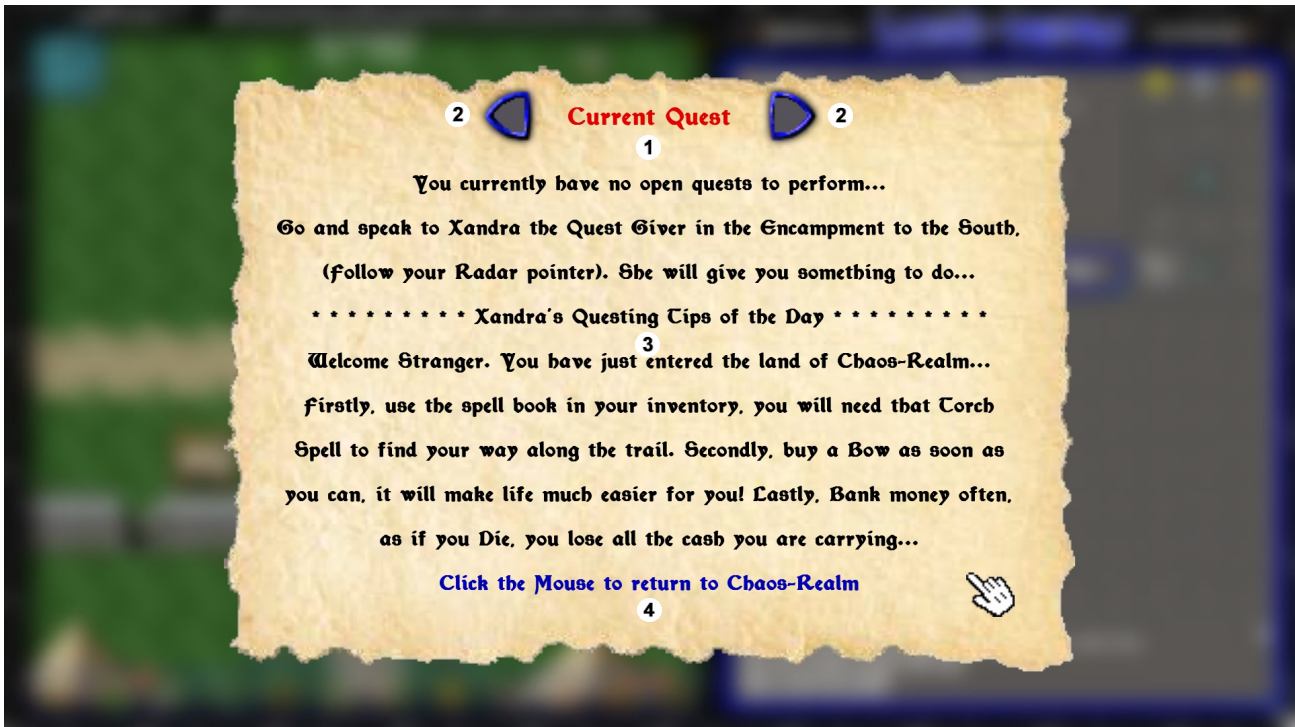 2 Current Quest 2
1
You currently have no open quests to perform...
Go and speak to Xandra the Quest Giver in the Encampment to the South,
(Follow your Radar pointer). She will give you something to do...
* * * * * * * * * Xandra's Questing Tips of the Day * * * * * * * * *
3
Welcome Stranger. You have just entered the land of Chaos-Realm...
Firstly, use the spell book in your inventory, you will need that Torch
Spell to find your way along the trail. Secondly, buy a Bow as soon as
you can, it will make life much easier for you! Lastly, Bank money often,
as if you Die, you lose all the cash you are carrying...
Click the Mouse to return to Chaos-Realm
4